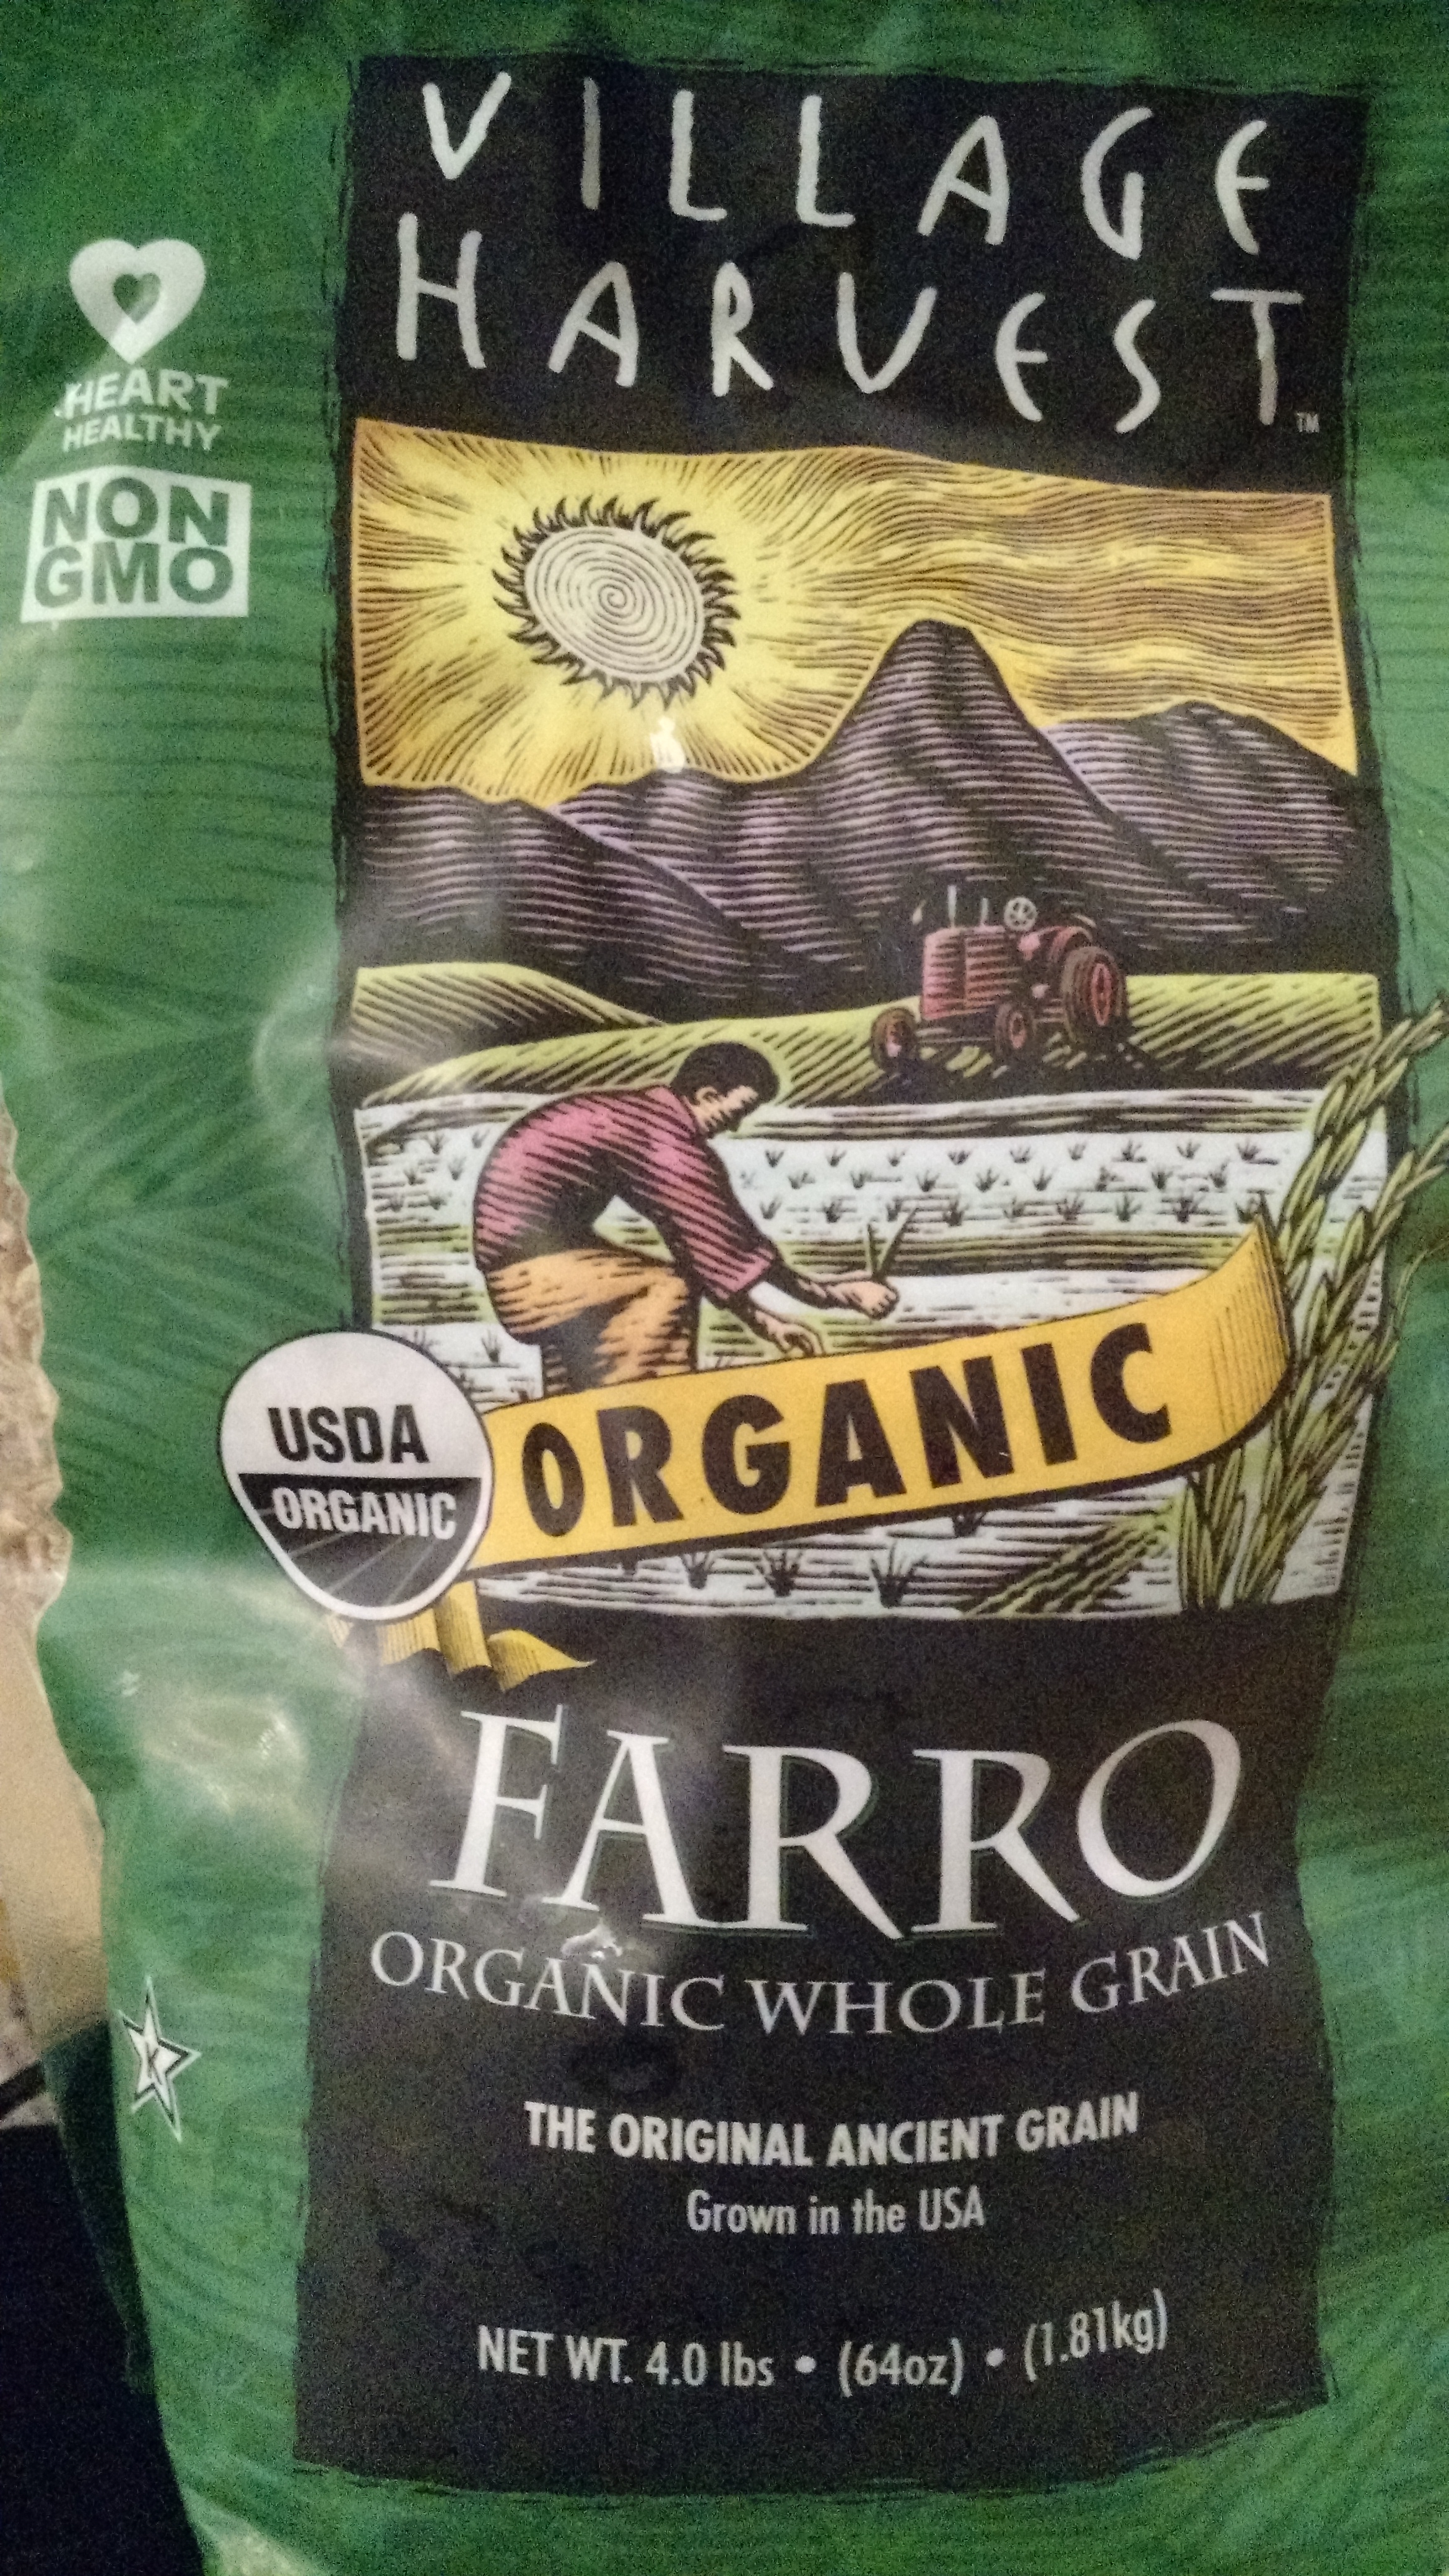 VILLAGE
HARVEST™
HEART
HEALTHY
NON
GMO
USDA
ORGANIC
ORGANIC
FARRO
ORGANIC WHOLE GRAIN
K
THE ORIGINAL ANCIENT GRAIN
Grown in the USA
NET WT. 4.0 lbs • (64oz) • (1.81kg)